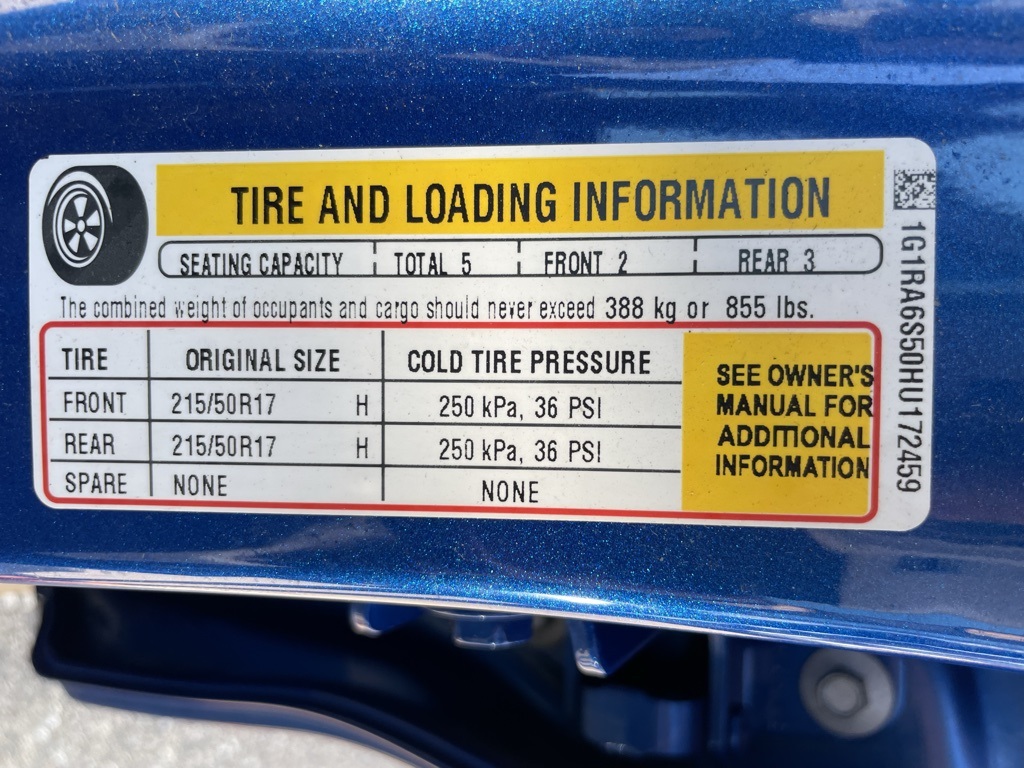 TIRE AND LOADING INFORMATION
SEATING CAPACITY TOTAL 5 FRONT 2 REAR 3
The combined weight of occupants and cargo should never exceed 388 kg or 855 lbs.
TIRE ORIGINAL SIZE COLD TIRE PRESSURE
FRONT 215/50R17 H 250 kPa, 36 PSI
REAR 215/50R17 H 250 kPa, 36 PSI
SPARE NONE NONE
SEE OWNER'S
MANUAL FOR
ADDITIONAL
INFORMATION
1G1RA6S50HU172459